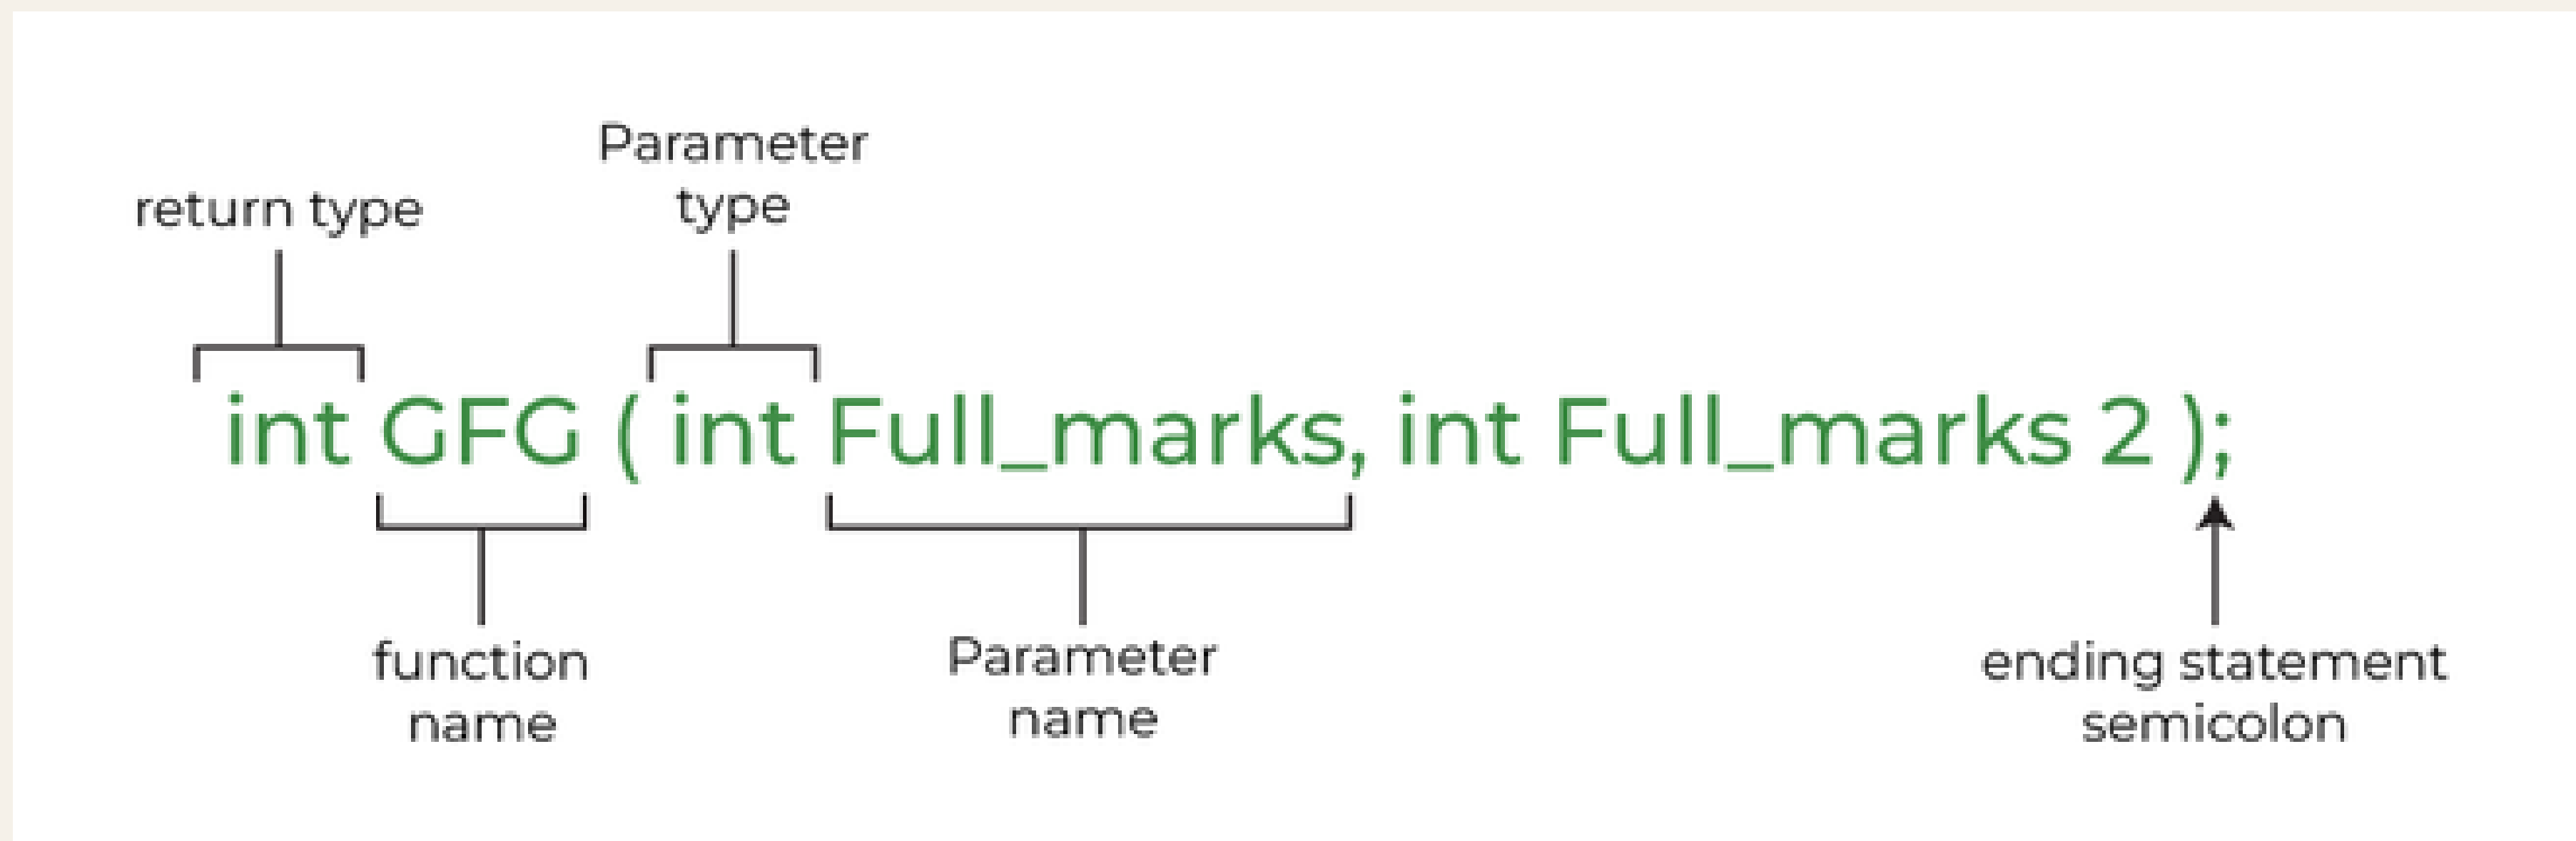 Parameter
type
return type
int GFG ( int Full_marks, int Full_marks 2 );
function
name
Parameter
name
ending statement
semicolon